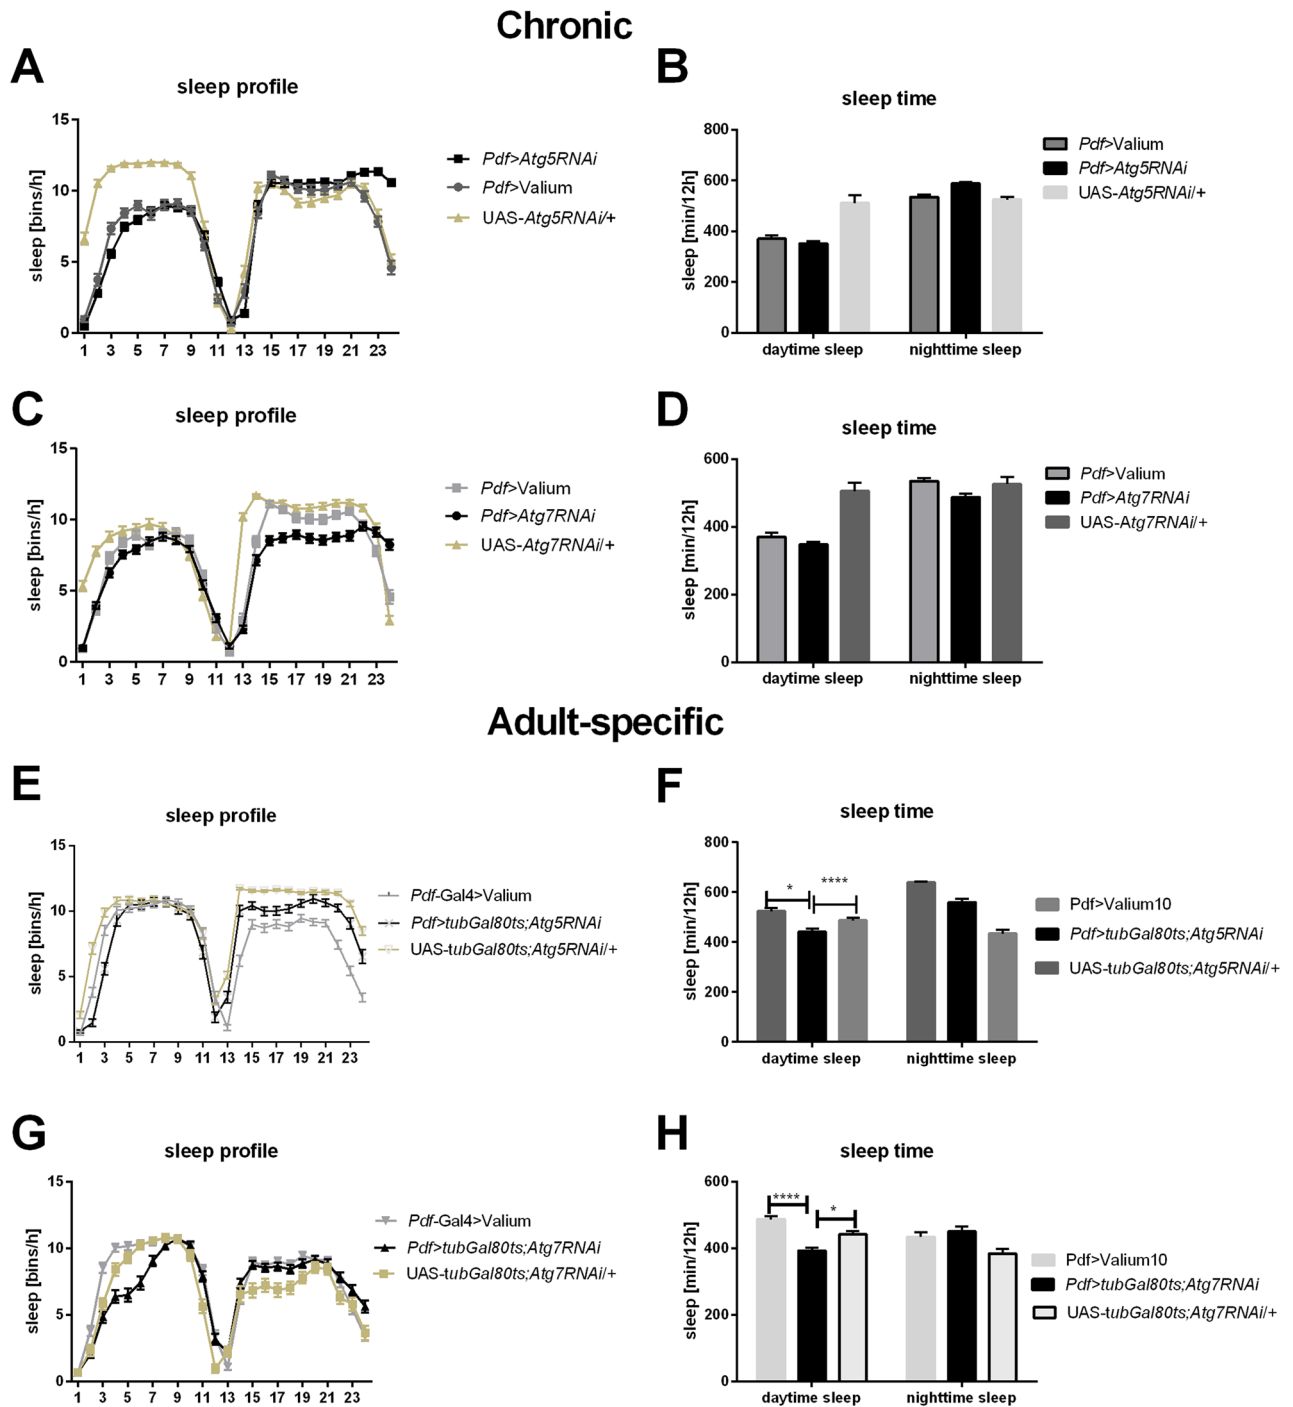 Chronic
A
sleep profile
sleep [bins/h]
15
10
5
0
1 3 5 7 9 11 13 15 17 19 21 23
Pdf>Atg5RNAi
Pdf>Valium
UAS-Atg5RNAi/+
B
sleep time
sleep [min/12h]
800
600
400
200
0
daytime sleep nighttime sleep
Pdf>Valium
Pdf>Atg5RNAi
UAS-Atg5RNAi/+
C
sleep profile
sleep [bins/h]
15
10
5
0
1 3 5 7 9 11 13 15 17 19 21 23
Pdf>Valium
Pdf>Atg7RNAi
UAS-Atg7RNAi/+
D
sleep time
sleep [min/12h]
600
400
200
0
daytime sleep nighttime sleep
Pdf>Valium
Pdf>Atg7RNAi
UAS-Atg7RNAi/+
Adult-specific
E
sleep profile
sleep [bins/h]
15
10
5
0
1 3 5 7 9 11 13 15 17 19 21 23
Pdf-Gal4>Valium
Pdf>tubGal80ts;Atg5RNAi
UAS-tubGal80ts;Atg5RNAi/+
F
sleep time
sleep [min/12h]
800
600
400
200
0
* ****
daytime sleep nighttime sleep
Pdf>Valium10
Pdf>tubGal80ts;Atg5RNAi
UAS-tubGal80ts;Atg5RNAi/+
G
sleep profile
sleep [bins/h]
15
10
5
0
1 3 5 7 9 11 13 15 17 19 21 23
Pdf-Gal4>Valium
Pdf>tubGal80ts;Atg7RNAi
UAS-tubGal80ts;Atg7RNAi/+
H
sleep time
sleep [min/12h]
600
400
200
0
**** *
daytime sleep nighttime sleep
Pdf>Valium10
Pdf>tubGal80ts;Atg7RNAi
UAS-tubGal80ts;Atg7RNAi/+